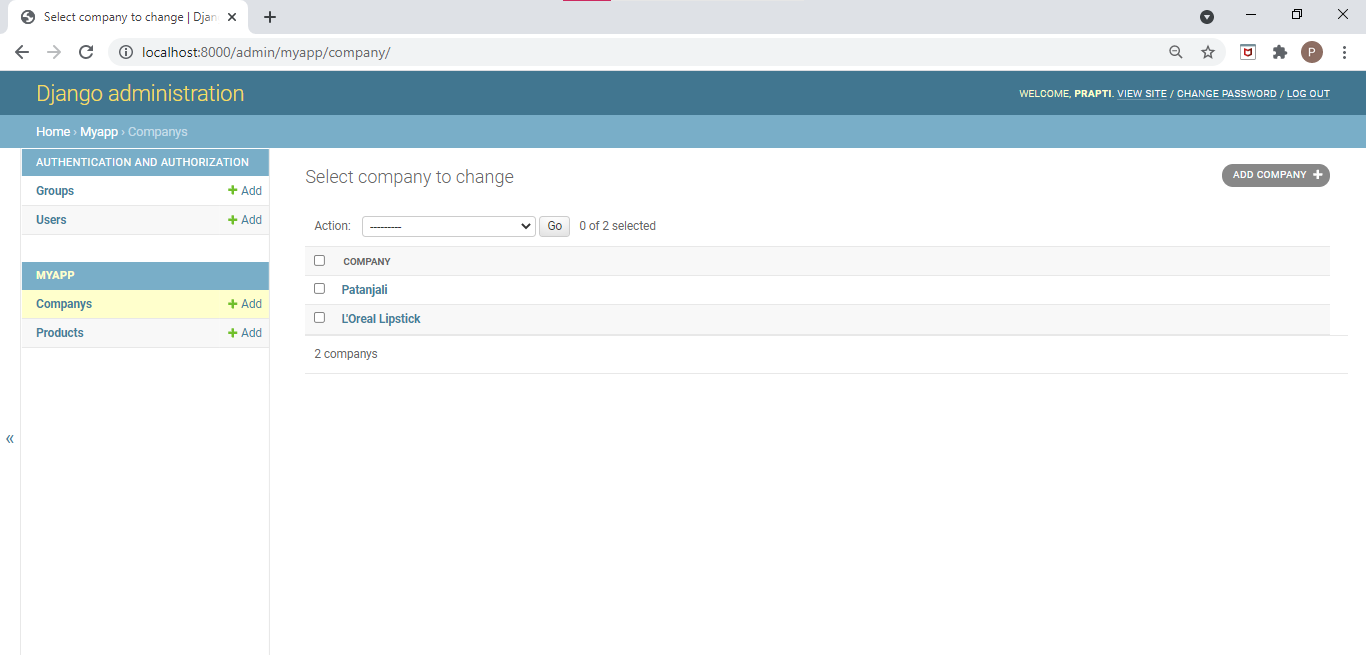 Select company to change | Djan
localhost:8000/admin/myapp/company/
P
Django administration
WELCOME, PRAPTI. VIEW SITE / CHANGE PASSWORD / LOG OUT
Home › Myapp › Companys
AUTHENTICATION AND AUTHORIZATION
Groups + Add
Users + Add
MYAPP
Companys + Add
Products + Add
«
Select company to change
ADD COMPANY +
Action: --------- Go 0 of 2 selected
COMPANY
Patanjali
L'Oreal Lipstick
2 companys